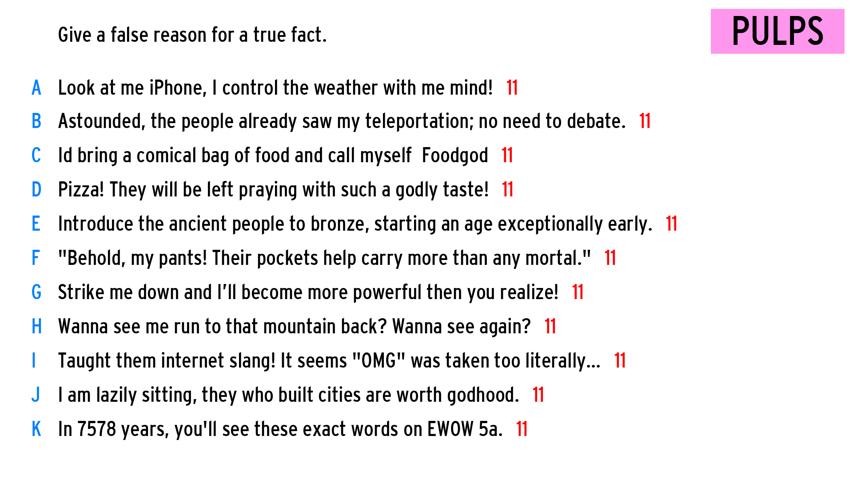 Give a false reason for a true fact.
PULPS
A Look at me iPhone, I control the weather with me mind! 11
B Astounded, the people already saw my teleportation; no need to debate. 11
C Id bring a comical bag of food and call myself Foodgod 11
D Pizza! They will be left praying with such a godly taste! 11
E Introduce the ancient people to bronze, starting an age exceptionally early. 11
F "Behold, my pants! Their pockets help carry more than any mortal." 11
G Strike me down and I'll become more powerful then you realize! 11
H Wanna see me run to that mountain back? Wanna see again? 11
I Taught them internet slang! It seems "OMG" was taken too literally... 11
J I am lazily sitting, they who built cities are worth godhood. 11
K In 7578 years, you'll see these exact words on EWOW 5a. 11